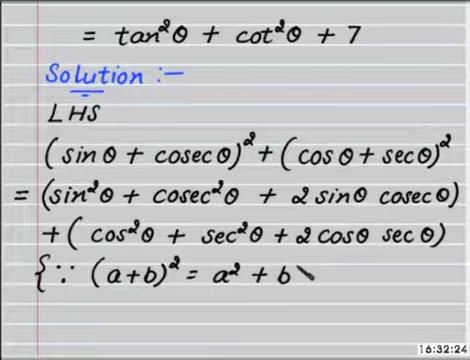 = tan²θ + cot²θ + 7
Solution :-
LHS
(sinθ + cosecθ)² + (cosθ + secθ)²
= (sin²θ + cosec²θ + 2 sinθ cosecθ)
+ ( cos²θ + sec²θ + 2 cosθ secθ)
{∵ (a+b)² = a² + b
16:32:24